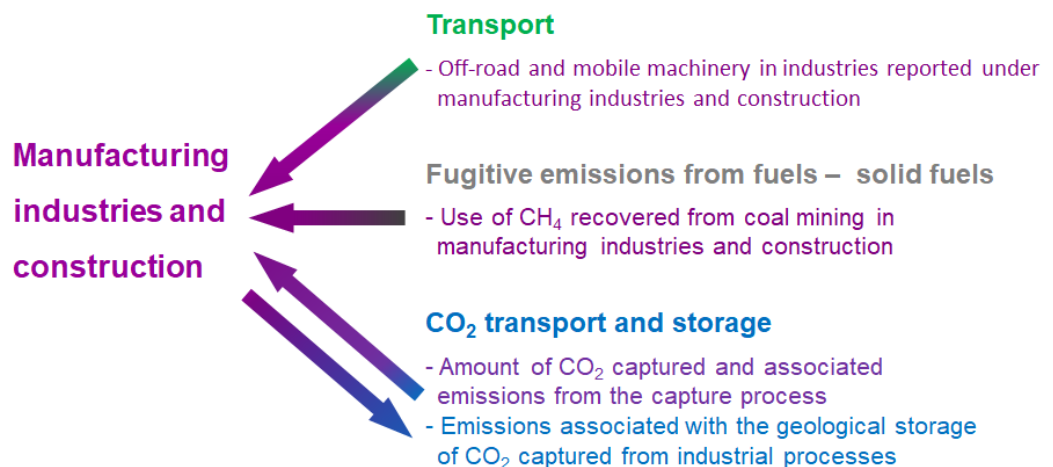 Transport
- Off-road and mobile machinery in industries reported under
manufacturing industries and construction
Manufacturing
industries and
construction
Fugitive emissions from fuels – solid fuels
- Use of CH₄ recovered from coal mining in
manufacturing industries and construction
CO₂ transport and storage
- Amount of CO₂ captured and associated
emissions from the capture process
- Emissions associated with the geological storage
of CO₂ captured from industrial processes